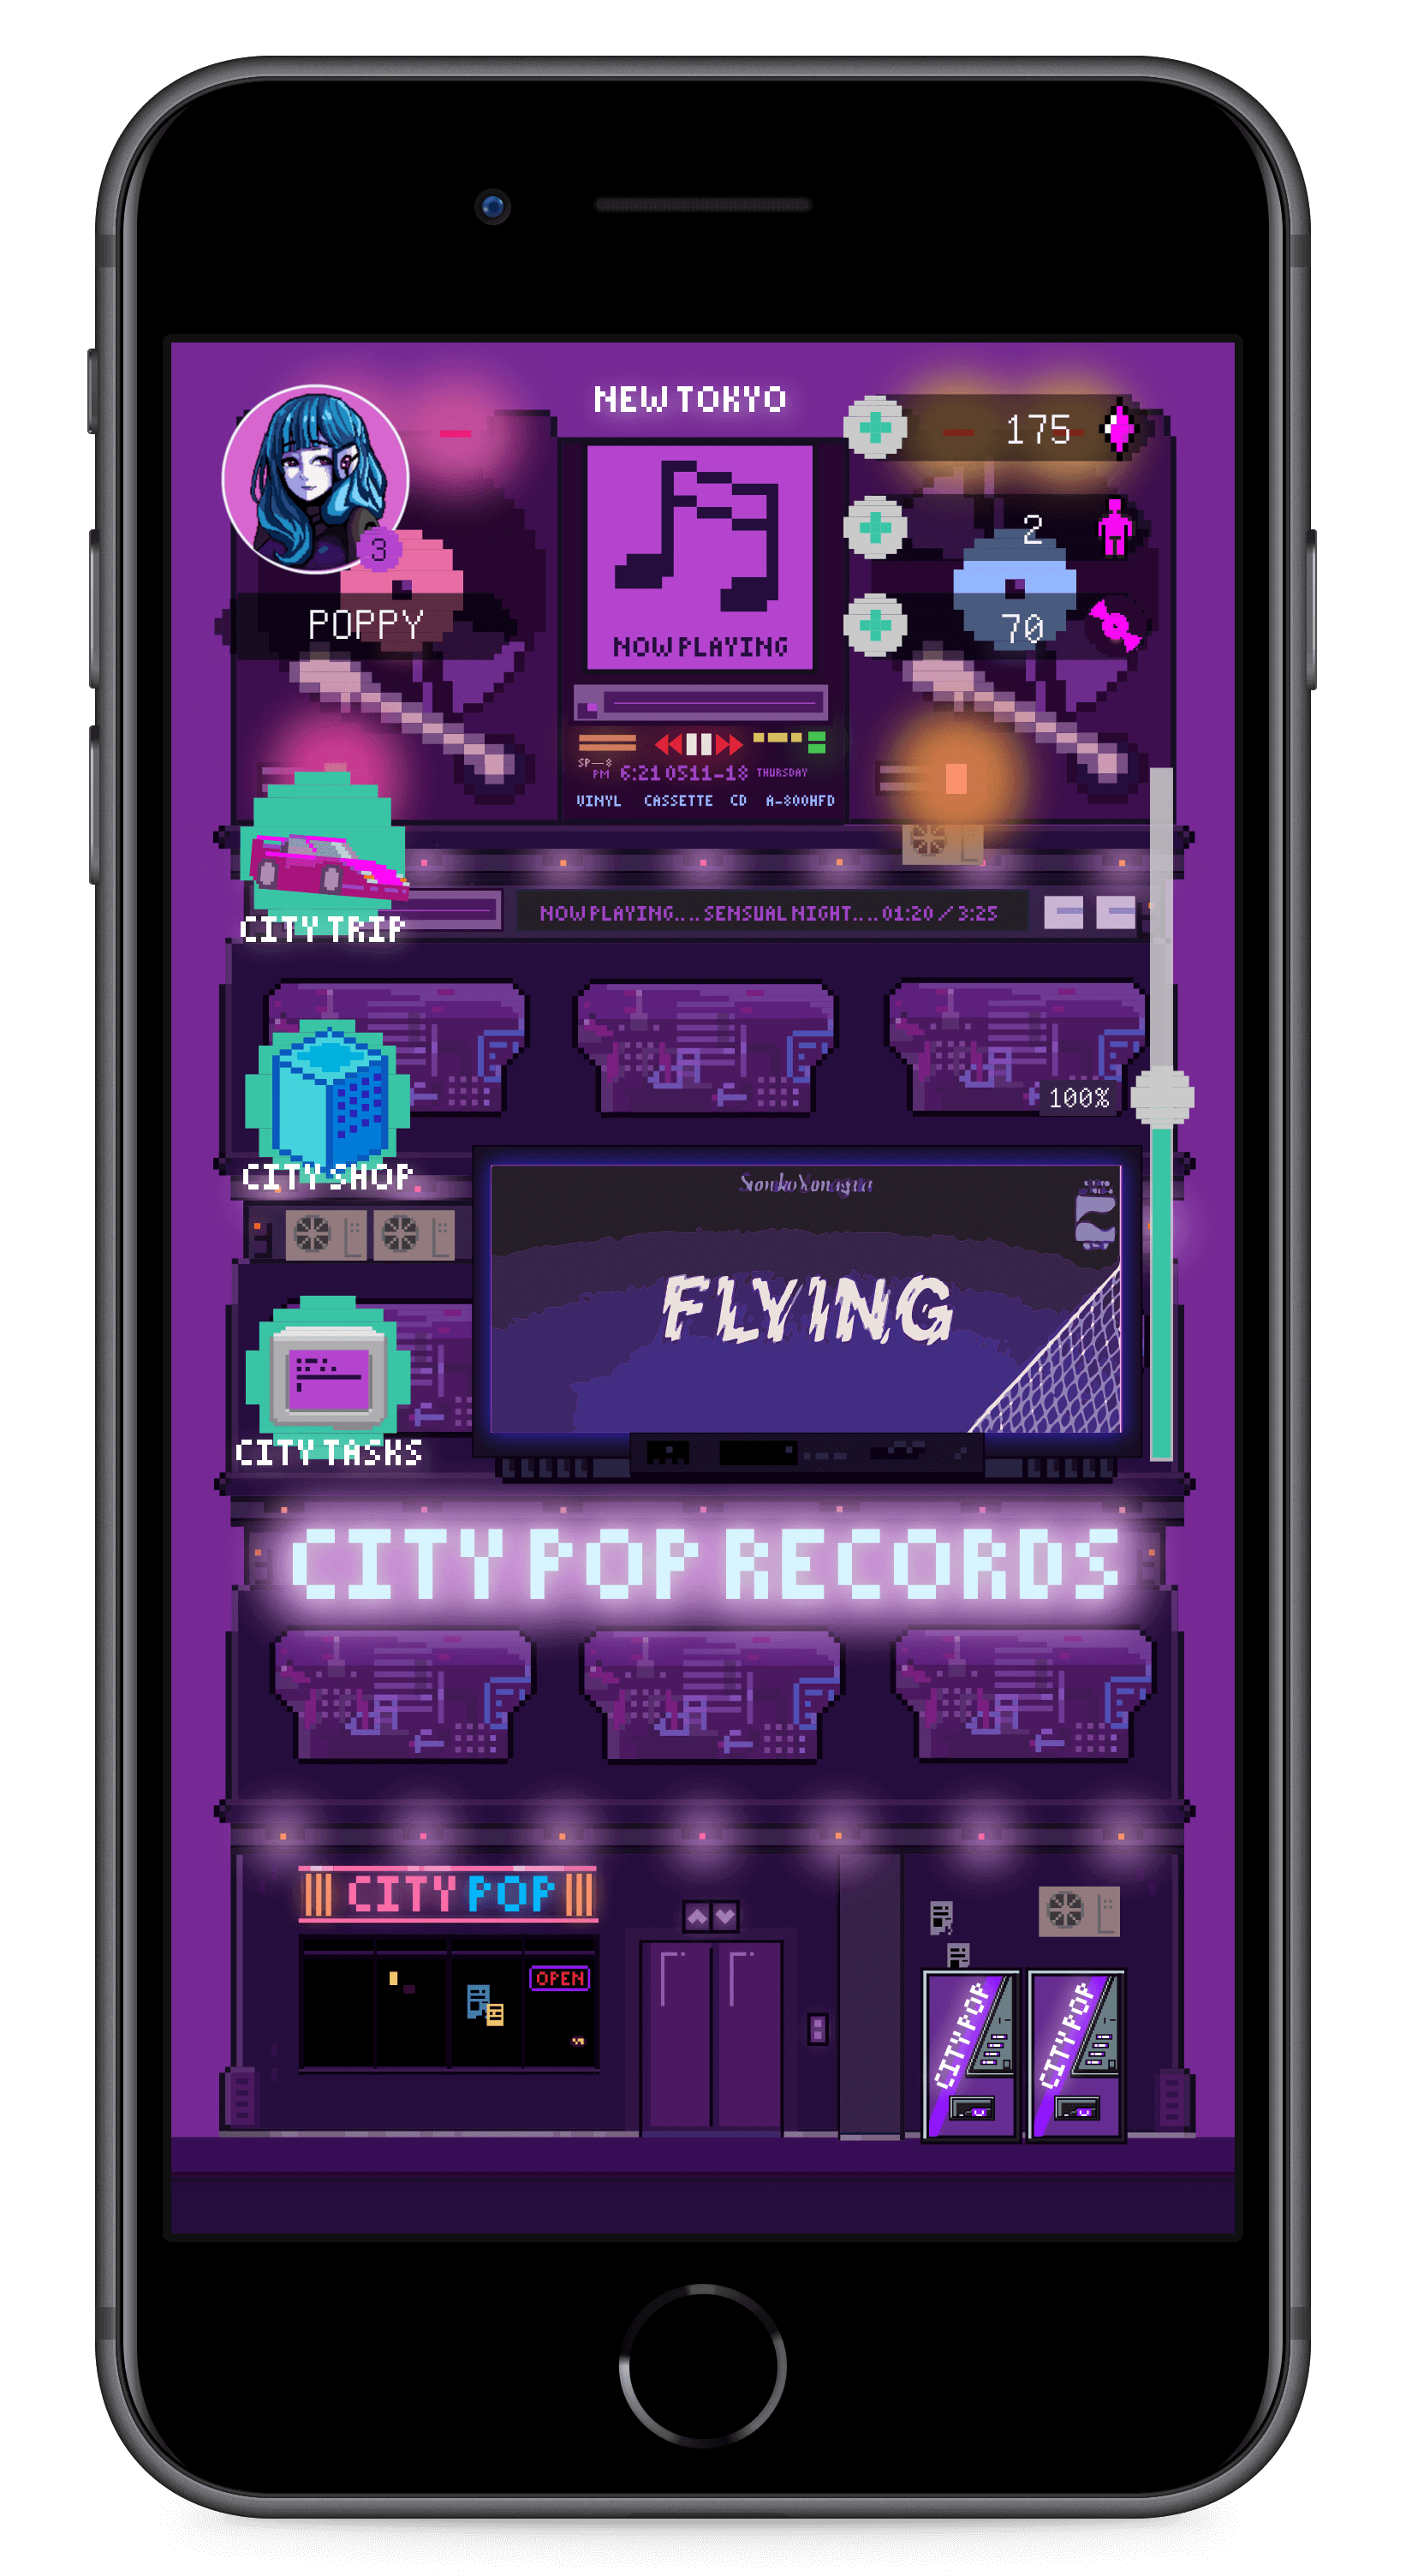 NEW TOKYO
175
2
3
POPPY
70
NOW PLAYING
SP-8
PM 6:21 0511-18 THURSDAY
VINYL CASSETTE CD A-800HFD
CITY TRIP
NOW PLAYING.... SENSUAL NIGHT.... 01:20 / 3:25
100%
CITY SHOP
FLYING
CITY TASKS
CITY POP RECORDS
CITY POP
OPEN
CITY POP
CITY POP